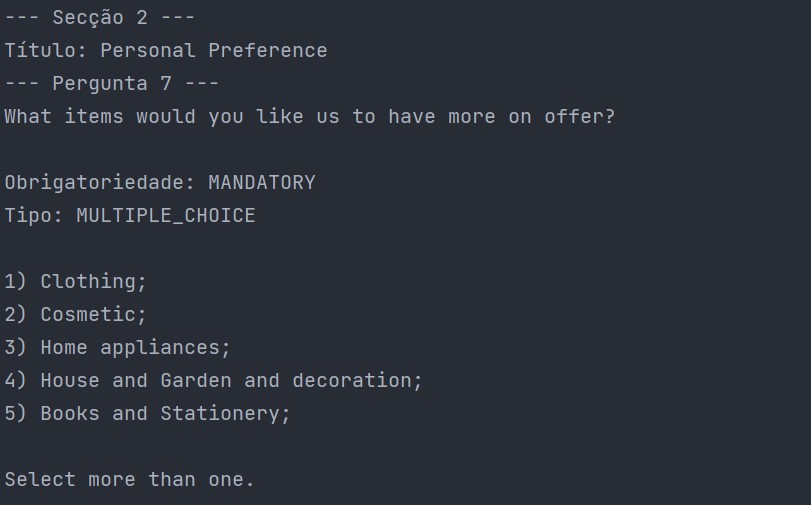 --- Secção 2 ---
Título: Personal Preference
--- Pergunta 7 ---
What items would you like us to have more on offer?
Obrigatoriedade: MANDATORY
Tipo: MULTIPLE_CHOICE
1) Clothing;
2) Cosmetic;
3) Home appliances;
4) House and Garden and decoration;
5) Books and Stationery;
Select more than one.